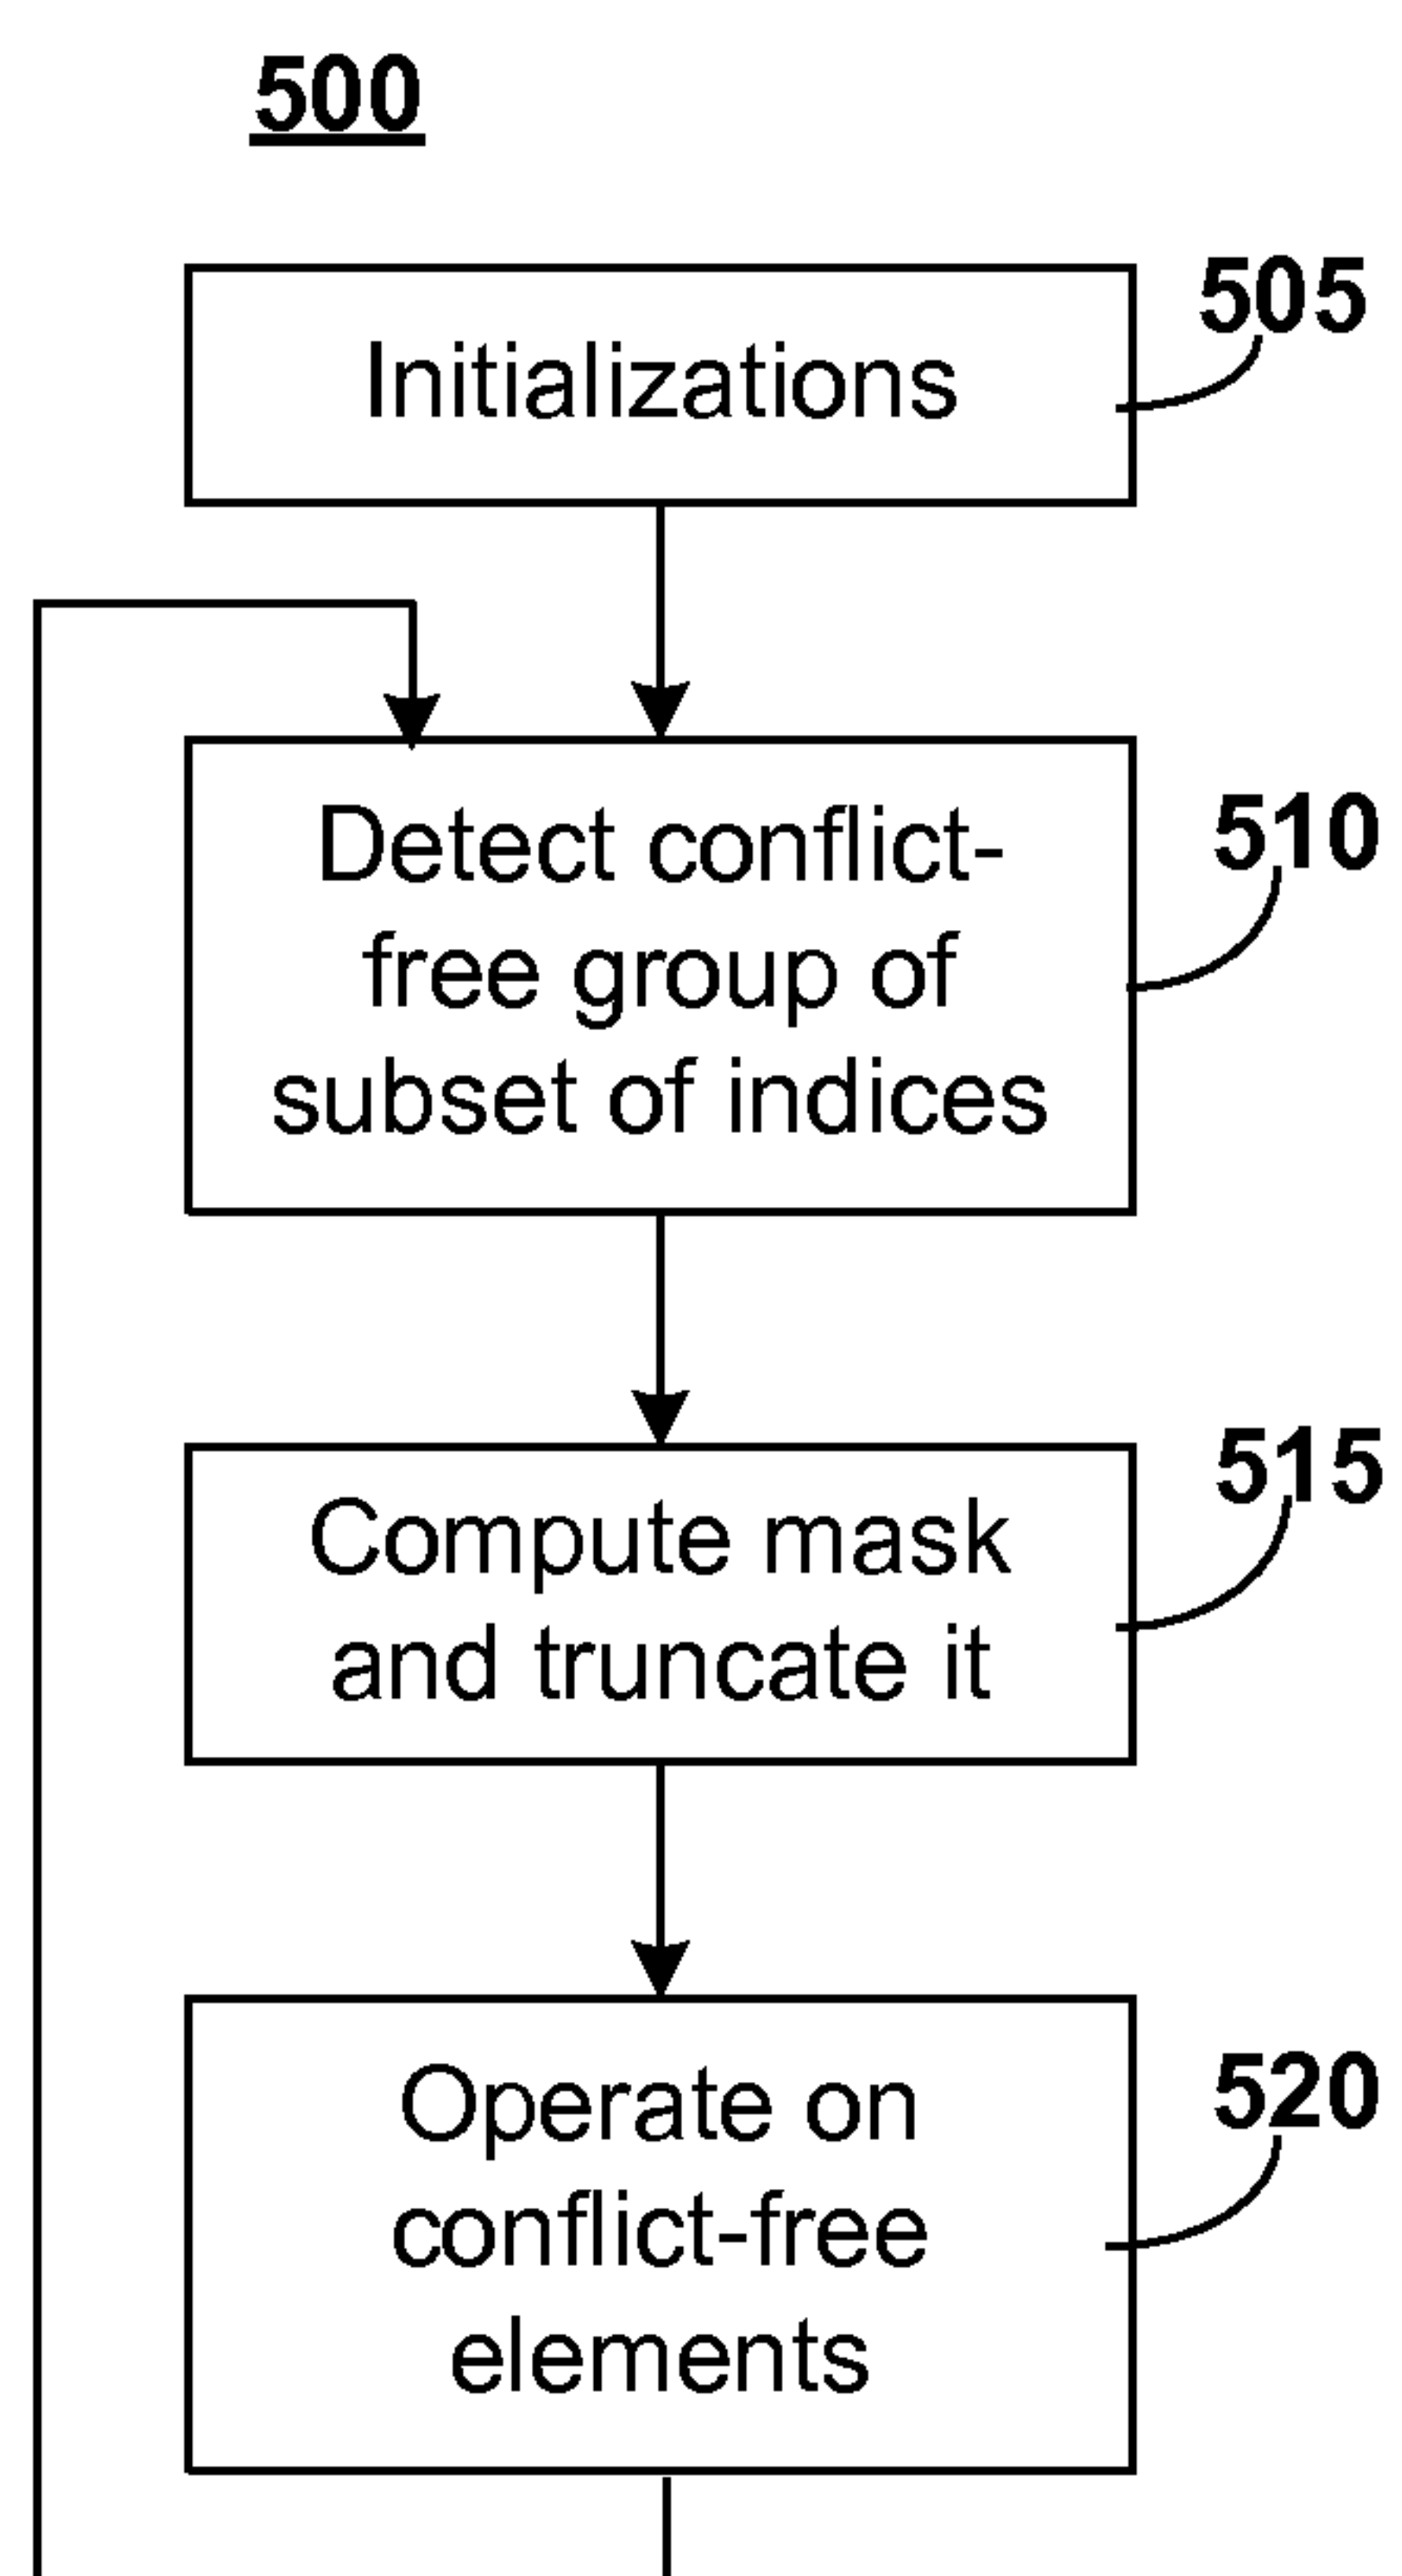 500
Initializations
505
Detect conflict-
free group of
subset of indices
510
Compute mask
and truncate it
515
Operate on
conflict-free
elements
520